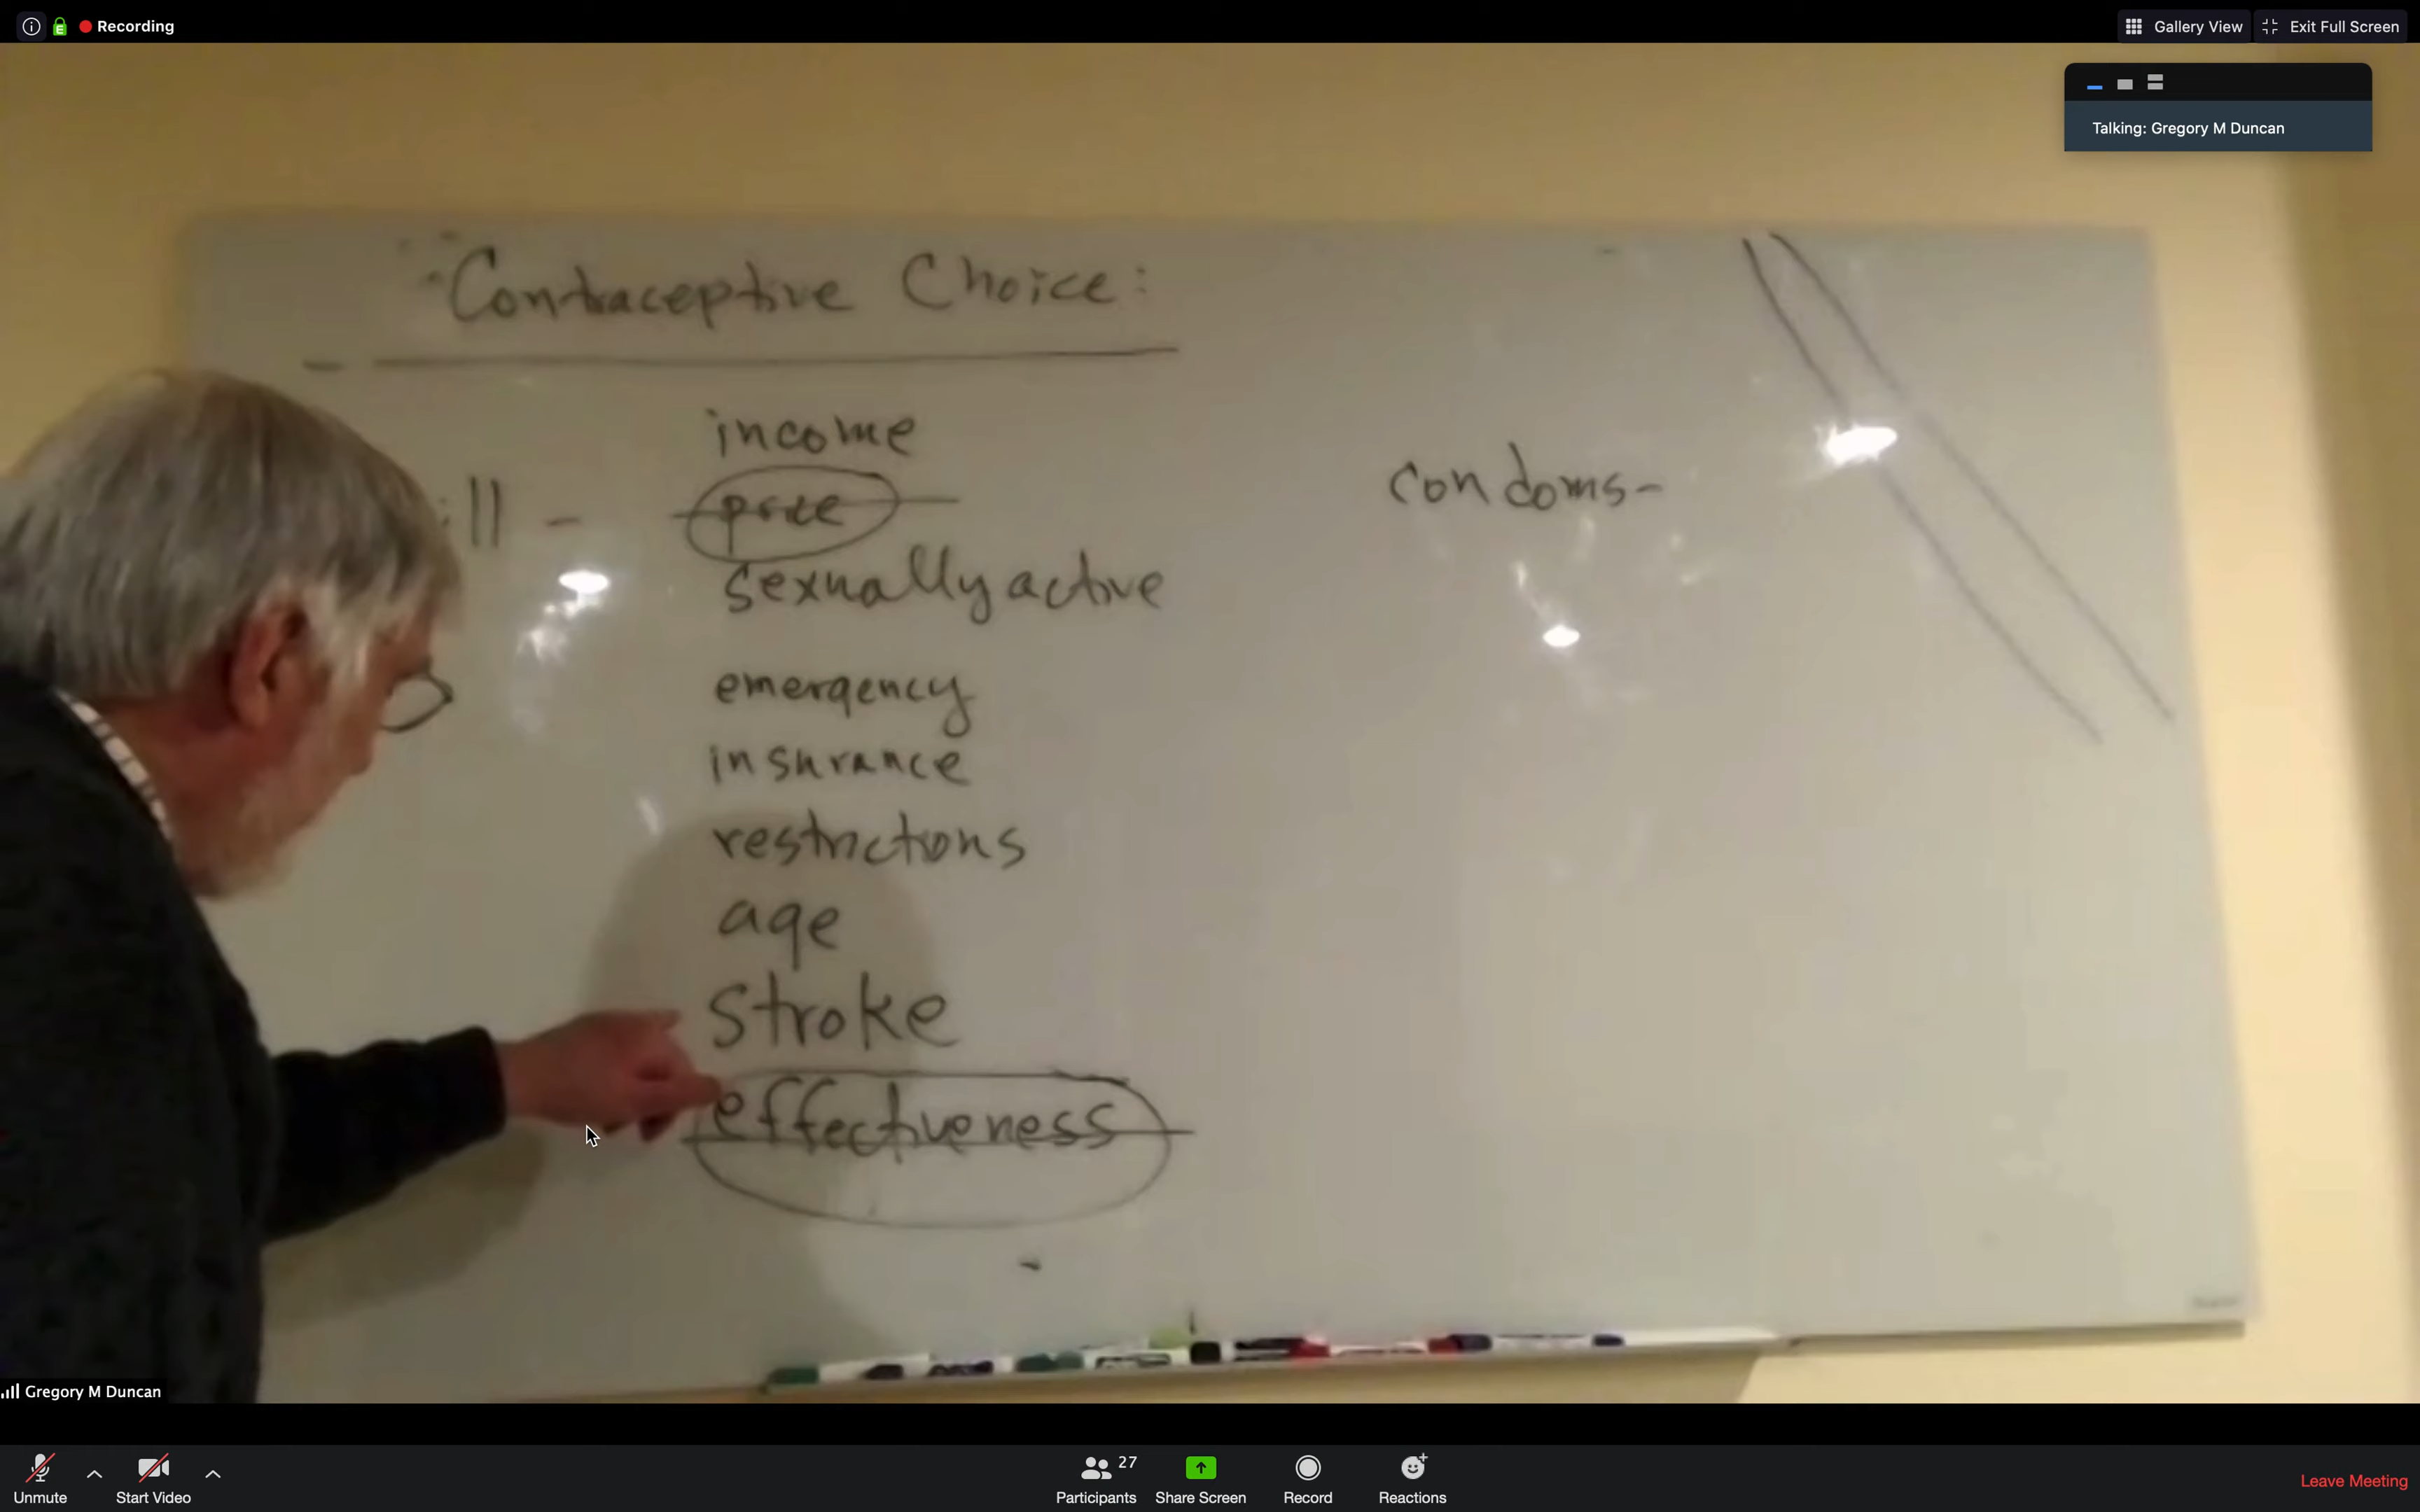 Recording
Gallery View
Exit Full Screen
Talking: Gregory M Duncan
Contraceptive Choice:
income
ill - price
condoms-
sexually active
emergency
insurance
restrictions
age
stroke
effectiveness
Gregory M Duncan
Unmute
Start Video
27
Participants
Share Screen
Record
Reactions
Leave Meeting